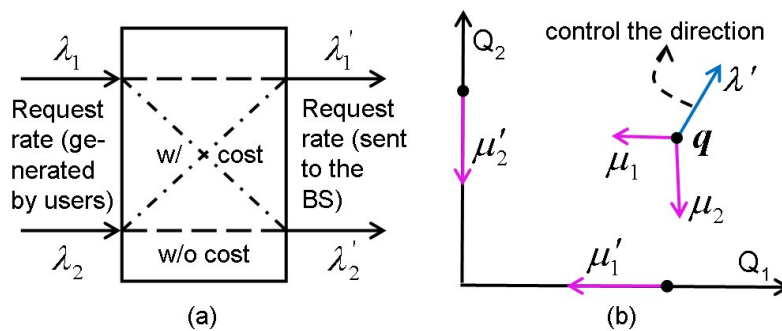 λ₁
λ₁'
Request
rate (ge-
nerated
by users)
w/ cost
Request
rate (sent
to the
BS)
λ₂
w/o cost
λ₂'
(a)
Q₂
control the direction
λ'
μ₂'
μ₁
q
μ₂
μ₁'
Q₁
(b)